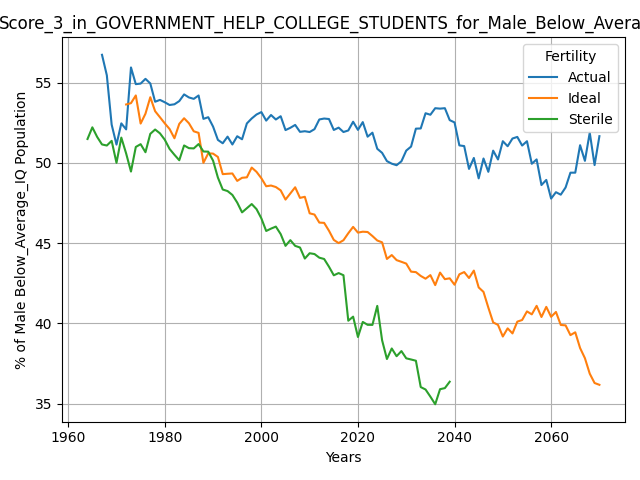 Score_3_in_GOVERNMENT_HELP_COLLEGE_STUDENTS_for_Male_Below_Avera
% of Male Below_Average_IQ Population
55
50
45
40
35
Fertility
Actual
Ideal
Sterile
1960 1980 2000 2020 2040 2060
Years